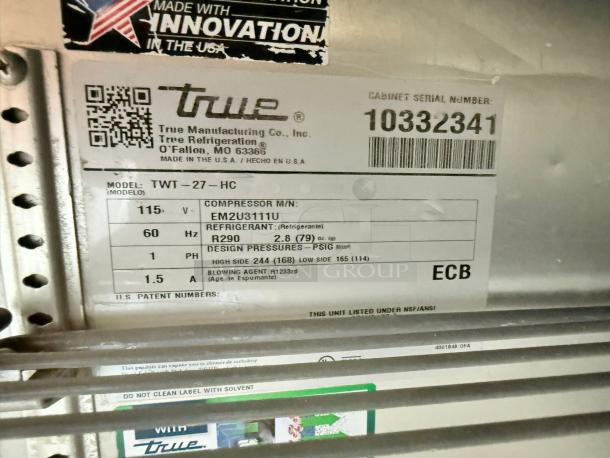 MADE WITH
INNOVATION
IN THE USA
true®
True Manufacturing Co., Inc.
True Refrigeration®
O'Fallon, MO 63366
MADE IN THE U.S.A. / HECHO EN U.S.A.
CABINET SERIAL NUMBER:
10332341
MODEL: TWT-27-HC
(MODELO)
115 V
60 Hz
1 PH
1.5 A
COMPRESSOR M/N:
EM2U3111U
REFRIGERANT: (Refrigerante)
R290 2.8 (79) oz. (g)
DESIGN PRESSURES - PSIG
HIGH SIDE 244 (168) LOW SIDE 165 (114)
BLOWING AGENT: R1233zd
(Age. in Espumante)
ECB
GROUP
U.S. PATENT NUMBERS:
THIS UNIT LISTED UNDER NSF/ANSI
DO NOT CLEAN LABEL WITH SOLVENT
WITH
true